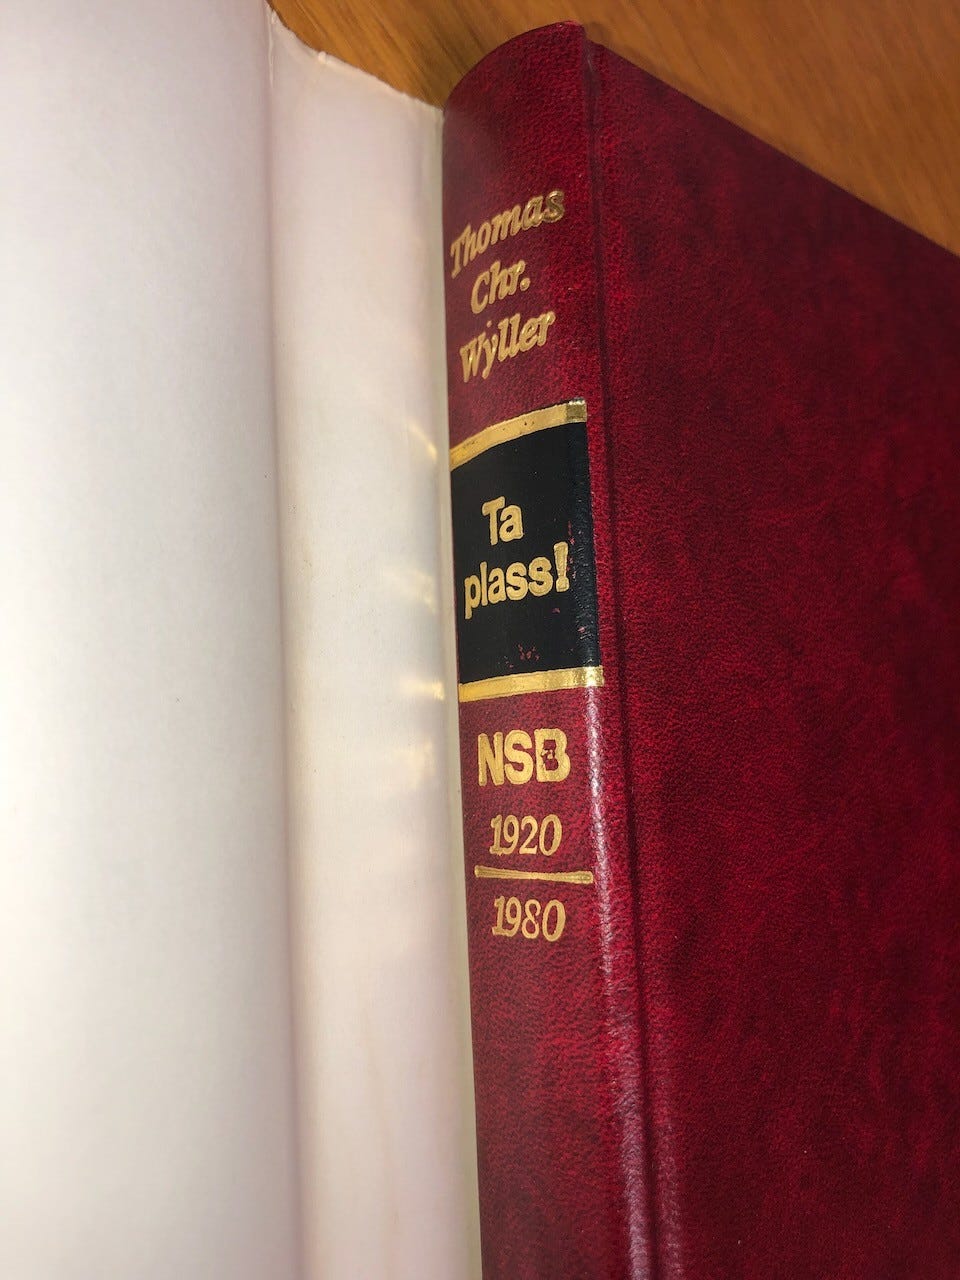 Thomas
Chr.
Wyller
Ta
plass!
NSB
1920
1980